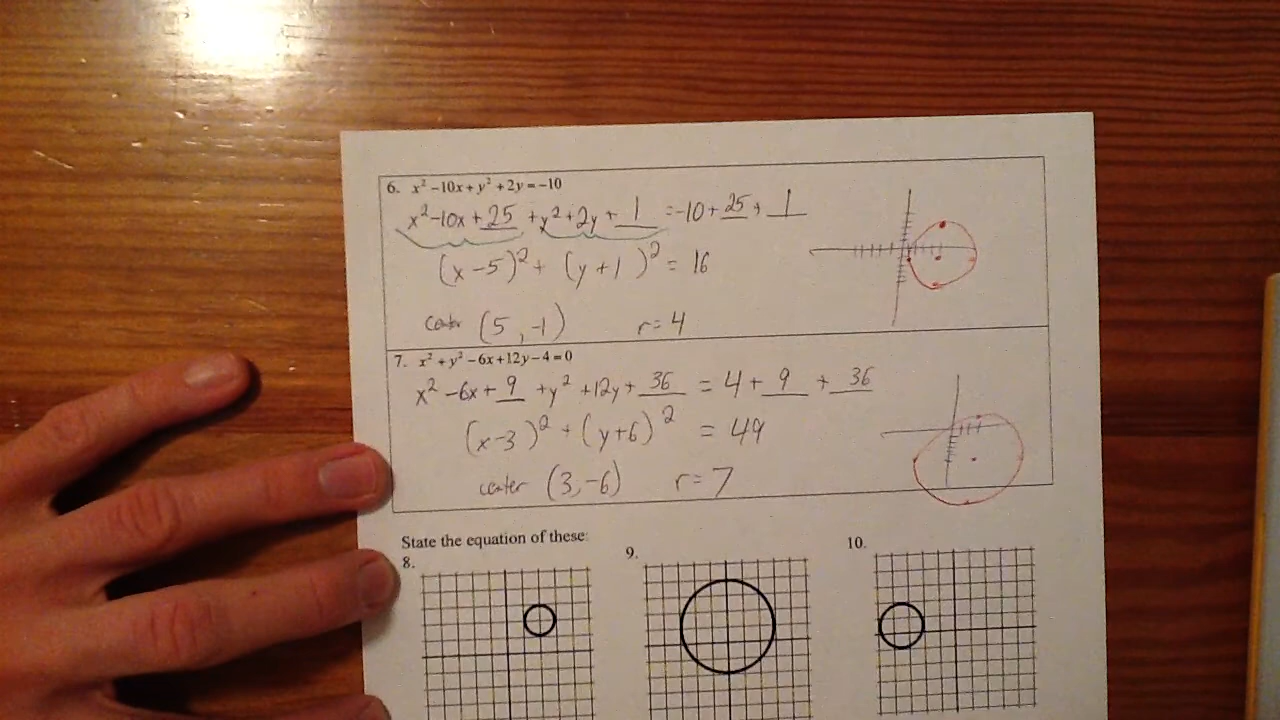 6. x² – 10x + y² + 2y = –10
x² – 10x + 25 + y² + 2y + 1 = –10 + 25 + 1
(x – 5)² + (y + 1)² = 16
center (5, -1) r = 4
7. x² + y² – 6x + 12y – 4 = 0
x² – 6x + 9 + y² + 12y + 36 = 4 + 9 + 36
(x – 3)² + (y + 6)² = 49
center (3, -6) r = 7
State the equation of these:
8. 9. 10.